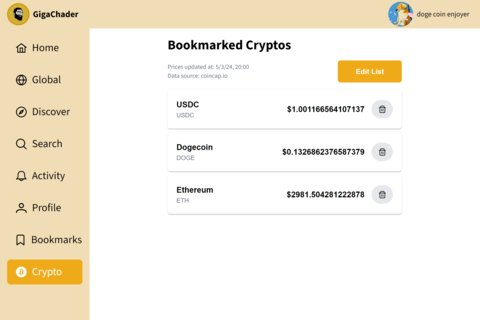 GigaChader
doge coin enjoyer
Home
Global
Discover
Search
Activity
Profile
Bookmarks
Crypto
Bookmarked Cryptos
Prices updated at: 5/3/24, 20:00
Data source: coincap.io
Edit List
USDC
USDC
$1.001166564107137
Dogecoin
DOGE
$0.1326862376587379
Ethereum
ETH
$2981.504281222878